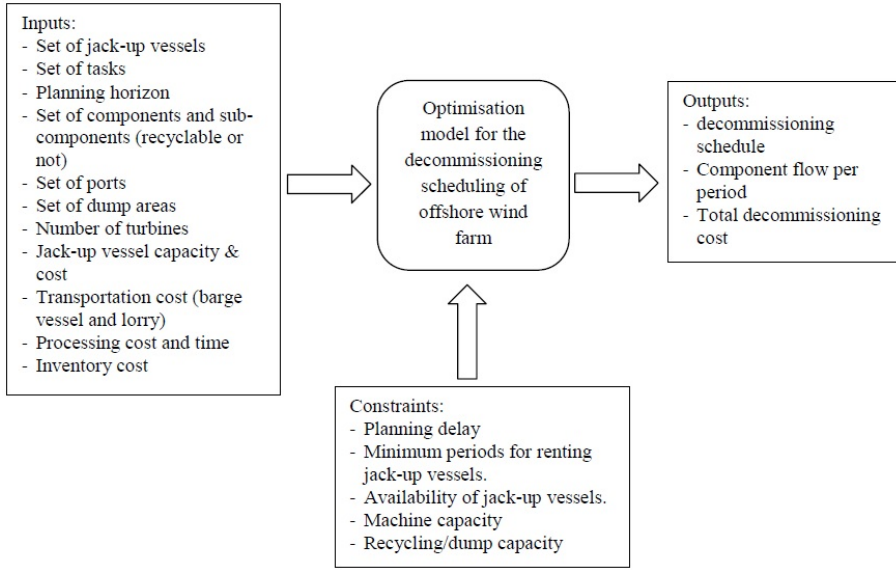 Inputs:
- Set of jack-up vessels
- Set of tasks
- Planning horizon
- Set of components and sub-
components (recyclable or
not)
- Set of ports
- Set of dump areas
- Number of turbines
- Jack-up vessel capacity &
cost
- Transportation cost (barge
vessel and lorry)
- Processing cost and time
- Inventory cost
Optimisation
model for the
decommissioning
scheduling of
offshore wind
farm
Outputs:
- decommissioning
schedule
- Component flow per
period
- Total decommissioning
cost
Constraints:
- Planning delay
- Minimum periods for renting
jack-up vessels.
- Availability of jack-up vessels.
- Machine capacity
- Recycling/dump capacity